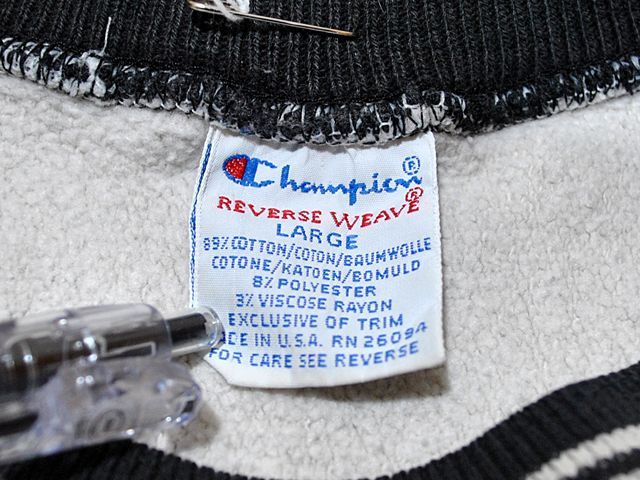 Champion®
REVERSE WEAVE®
LARGE
89% COTTON/COTON/BAUMWOLLE
COTONE/KATOEN/BOMULD
8% POLYESTER
3% VISCOSE RAYON
EXCLUSIVE OF TRIM
ADE IN U.S.A. RN 26094
FOR CARE SEE REVERSE